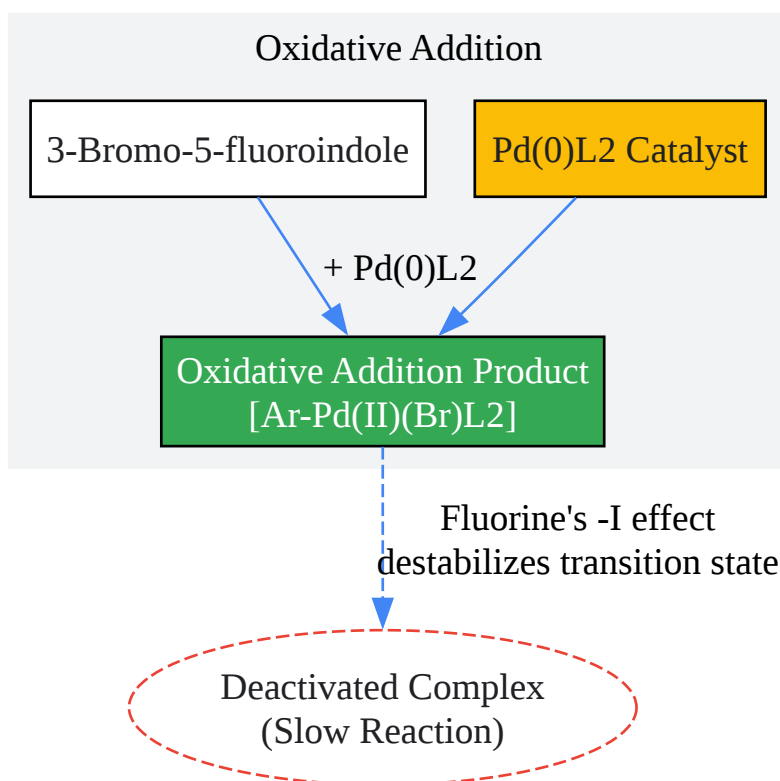 Oxidative Addition
3-Bromo-5-fluoroindole
Pd(0)L2 Catalyst
+ Pd(0)L2
Oxidative Addition Product
[Ar-Pd(II)(Br)L2]
Fluorine's -I effect
destabilizes transition state
Deactivated Complex
(Slow Reaction)